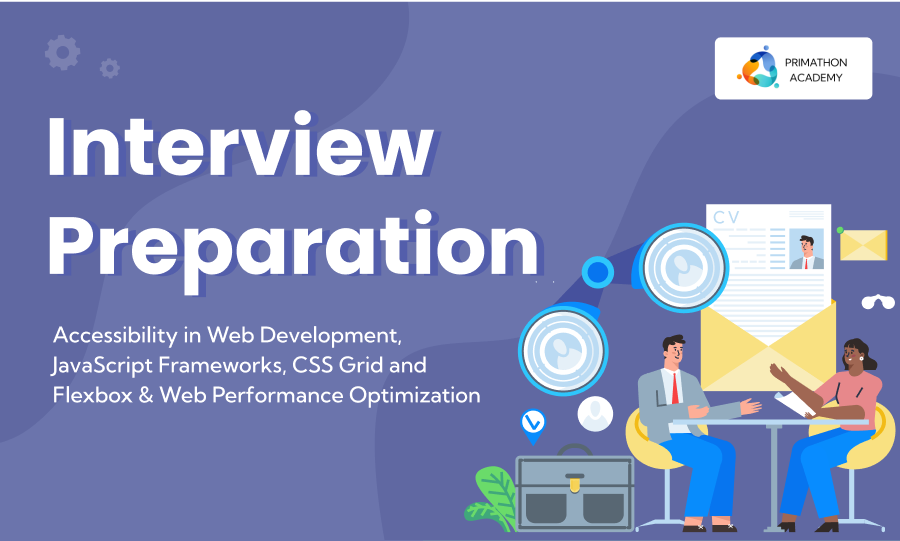 PRIMATHON
ACADEMY
Interview
Preparation
Accessibility in Web Development,
JavaScript Frameworks, CSS Grid and
Flexbox & Web Performance Optimization
CV